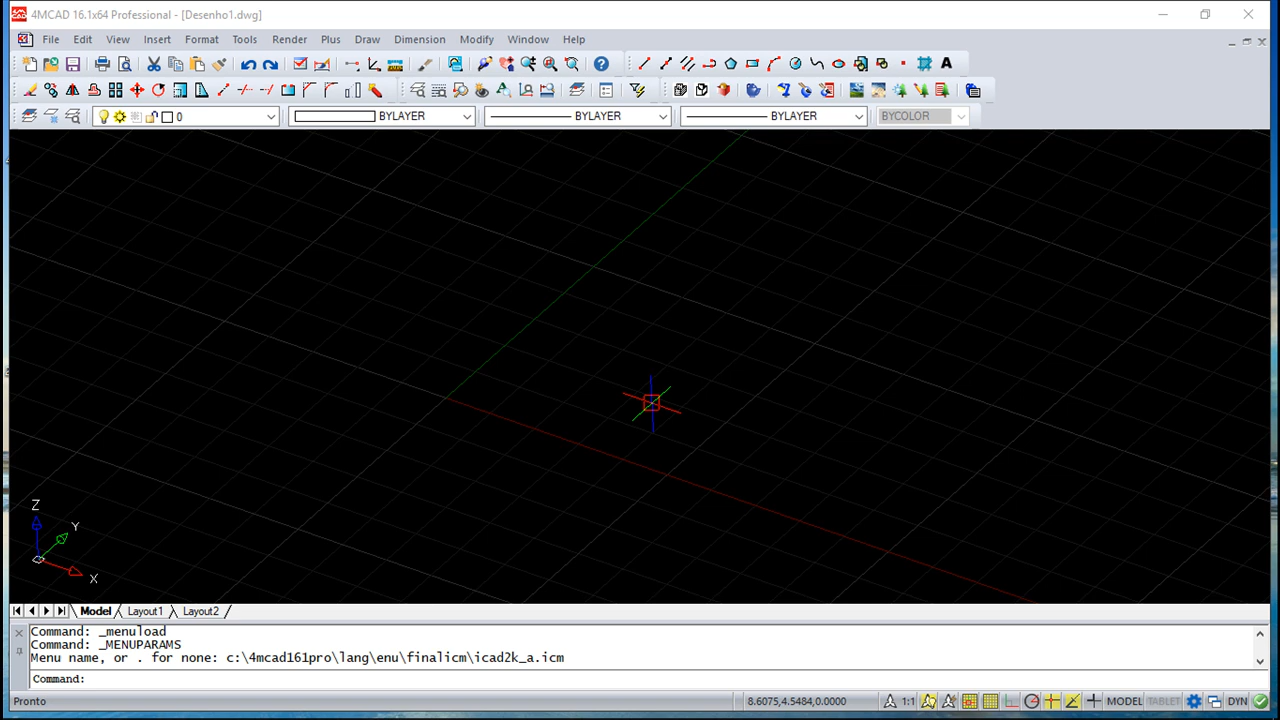 4MCAD 16.1x64 Professional - [Desenho1.dwg]
File Edit View Insert Format Tools Render Plus Draw Dimension Modify Window Help
0 BYLAYER BYLAYER BYLAYER BYCOLOR
Z
Y
X
Model Layout1 Layout2
Command: _menuload
Command: _MENUPARAMS
Menu name, or . for none: c:\4mcad161pro\lang\enu\finalicm\icad2k_a.icm
Command:
Pronto 8.6075,4.5484,0.0000 1:1 MODEL TABLET DYN